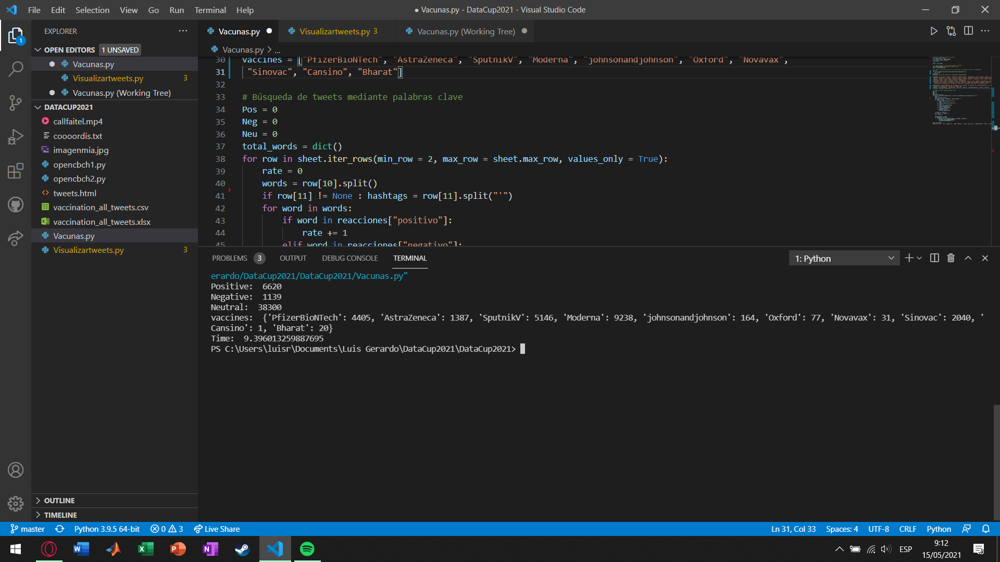 File Edit Selection View Go Run Terminal Help
● Vacunas.py - DataCup2021 - Visual Studio Code
EXPLORER
Vacunas.py
Visualizartweets.py 3
Vacunas.py (Working Tree)
OPEN EDITORS 1 UNSAVED
Vacunas.py
Visualizartweets.py 3
Vacunas.py (Working Tree)
DATACUP2021
callfaitel.mp4
coooordis.txt
imagenmia.jpg
opencbch1.py
opencbch2.py
tweets.html
vaccination_all_tweets.csv
vaccination_all_tweets.xlsx
Vacunas.py
Visualizartweets.py 3
OUTLINE
TIMELINE
1
Vacunas.py > ...
30 vaccines = ["PfizerBioNTech", "AstraZeneca", "SputnikV", "Moderna", "johnsonandjohnson", "Oxford", "Novavax",
31 "Sinovac", "Cansino", "Bharat"]
32
33 # Búsqueda de tweets mediante palabras clave
34 Pos = 0
35 Neg = 0
36 Neu = 0
37 total_words = dict()
38 for row in sheet.iter_rows(min_row = 2, max_row = sheet.max_row, values_only = True):
39 rate = 0
40 words = row[10].split()
41 if row[11] != None : hashtags = row[11].split("'")
42 for word in words:
43 if word in reacciones["positivo"]:
44 rate += 1
45 elif word in reacciones["negativo"]:
PROBLEMS 3 OUTPUT DEBUG CONSOLE TERMINAL
1: Python
erardo/DataCup2021/DataCup2021/Vacunas.py"
Positive:  6620
Negative:  1139
Neutral:  38300
vaccines:  {'PfizerBioNTech': 4405, 'AstraZeneca': 1387, 'SputnikV': 5146, 'Moderna': 9238, 'johnsonandjohnson': 164, 'Oxford': 77, 'Novavax': 31, 'Sinovac': 2040, '
Cansino': 1, 'Bharat': 20}
Time:  9.396013259887695
PS C:\Users\luisr\Documents\Luis Gerardo\DataCup2021\DataCup2021>
master Python 3.9.5 64-bit 0 3 Live Share
Ln 31, Col 33 Spaces: 4 UTF-8 CRLF Python
ESP
9:12
15/05/2021